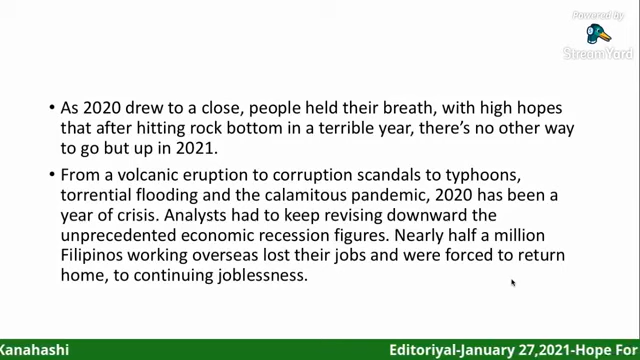 Powered by
StreamYard
• As 2020 drew to a close, people held their breath, with high hopes
that after hitting rock bottom in a terrible year, there's no other way
to go but up in 2021.
• From a volcanic eruption to corruption scandals to typhoons,
torrential flooding and the calamitous pandemic, 2020 has been a
year of crisis. Analysts had to keep revising downward the
unprecedented economic recession figures. Nearly half a million
Filipinos working overseas lost their jobs and were forced to return
home, to continuing joblessness.
Kanahashi Editoriyal-January 27,2021-Hope For